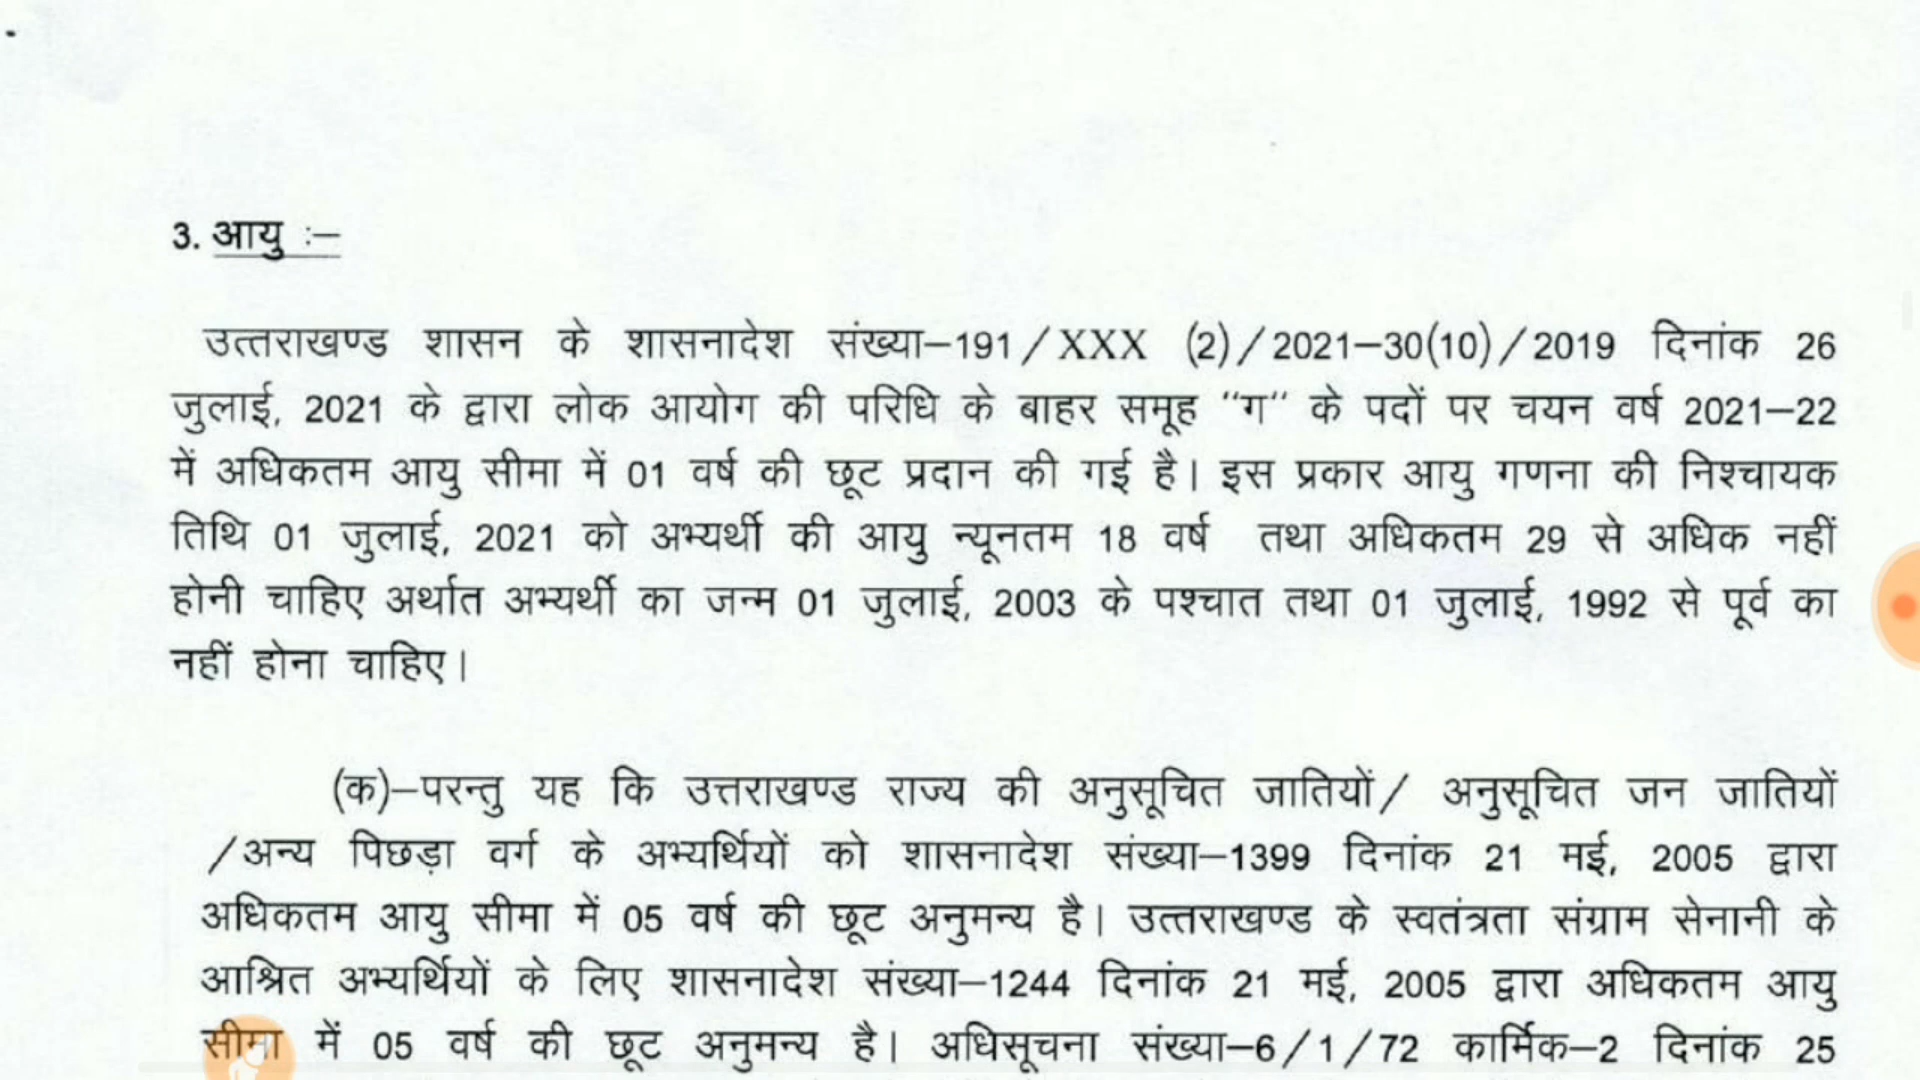 3. आयु :–
उत्तराखण्ड शासन के शासनादेश संख्या–191/XXX (2)/2021–30(10)/2019 दिनांक 26
जुलाई, 2021 के द्वारा लोक आयोग की परिधि के बाहर समूह "ग" के पदों पर चयन वर्ष 2021–22
में अधिकतम आयु सीमा में 01 वर्ष की छूट प्रदान की गई है। इस प्रकार आयु गणना की निश्चायक
तिथि 01 जुलाई, 2021 को अभ्यर्थी की आयु न्यूनतम 18 वर्ष तथा अधिकतम 29 से अधिक नहीं
होनी चाहिए अर्थात अभ्यर्थी का जन्म 01 जुलाई, 2003 के पश्चात तथा 01 जुलाई, 1992 से पूर्व का
नहीं होना चाहिए।
(क)–परन्तु यह कि उत्तराखण्ड राज्य की अनुसूचित जातियों/ अनुसूचित जन जातियों
/अन्य पिछड़ा वर्ग के अभ्यर्थियों को शासनादेश संख्या–1399 दिनांक 21 मई, 2005 द्वारा
अधिकतम आयु सीमा में 05 वर्ष की छूट अनुमन्य है। उत्तराखण्ड के स्वतंत्रता संग्राम सेनानी के
आश्रित अभ्यर्थियों के लिए शासनादेश संख्या–1244 दिनांक 21 मई, 2005 द्वारा अधिकतम आयु
सीमा में 05 वर्ष की छूट अनुमन्य है। अधिसूचना संख्या–6/1/72 कार्मिक–2 दिनांक 25